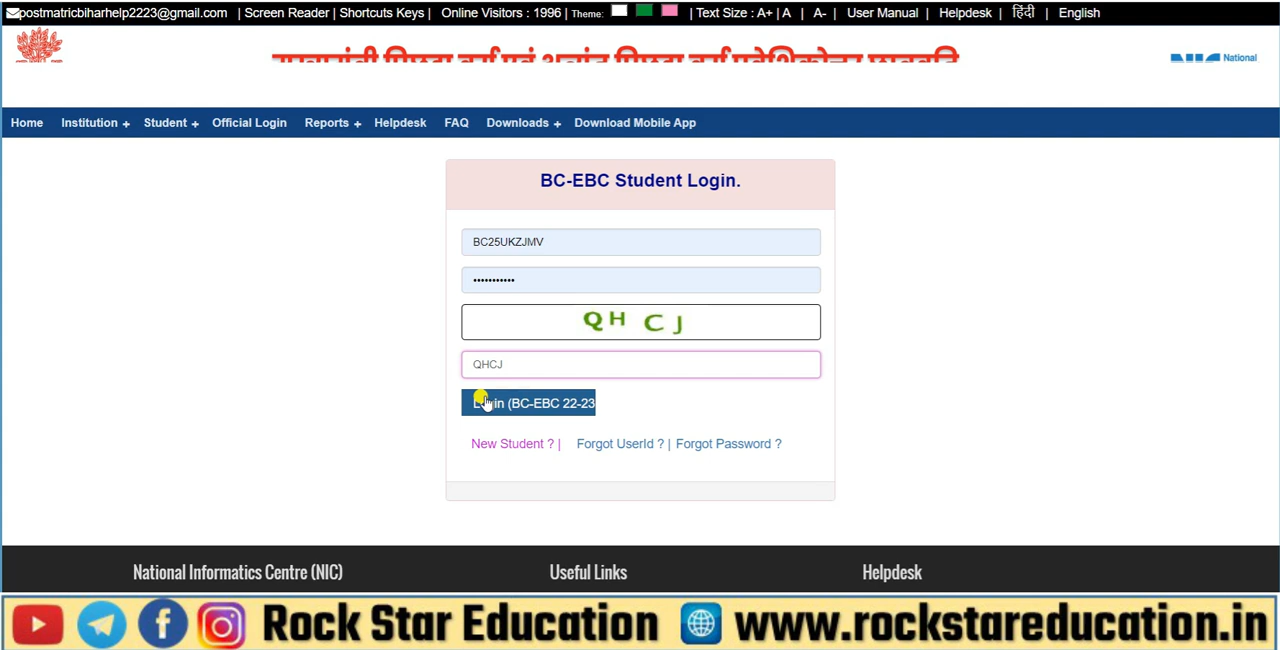 postmatricbiharhelp2223@gmail.com | Screen Reader | Shortcuts Keys | Online Visitors : 1996 | Theme: | Text Size : A+ | A | A- | User Manual | Helpdesk | हिंदी | English
National
Home Institution + Student + Official Login Reports + Helpdesk FAQ Downloads + Download Mobile App
BC-EBC Student Login.
BC25UKZJMV
•••••••••••
QH CJ
QHCJ
(BC-EBC 22-23
New Student ? | Forgot UserId ? | Forgot Password ?
National Informatics Centre (NIC) Useful Links Helpdesk
Rock Star Education www.rockstareducation.in